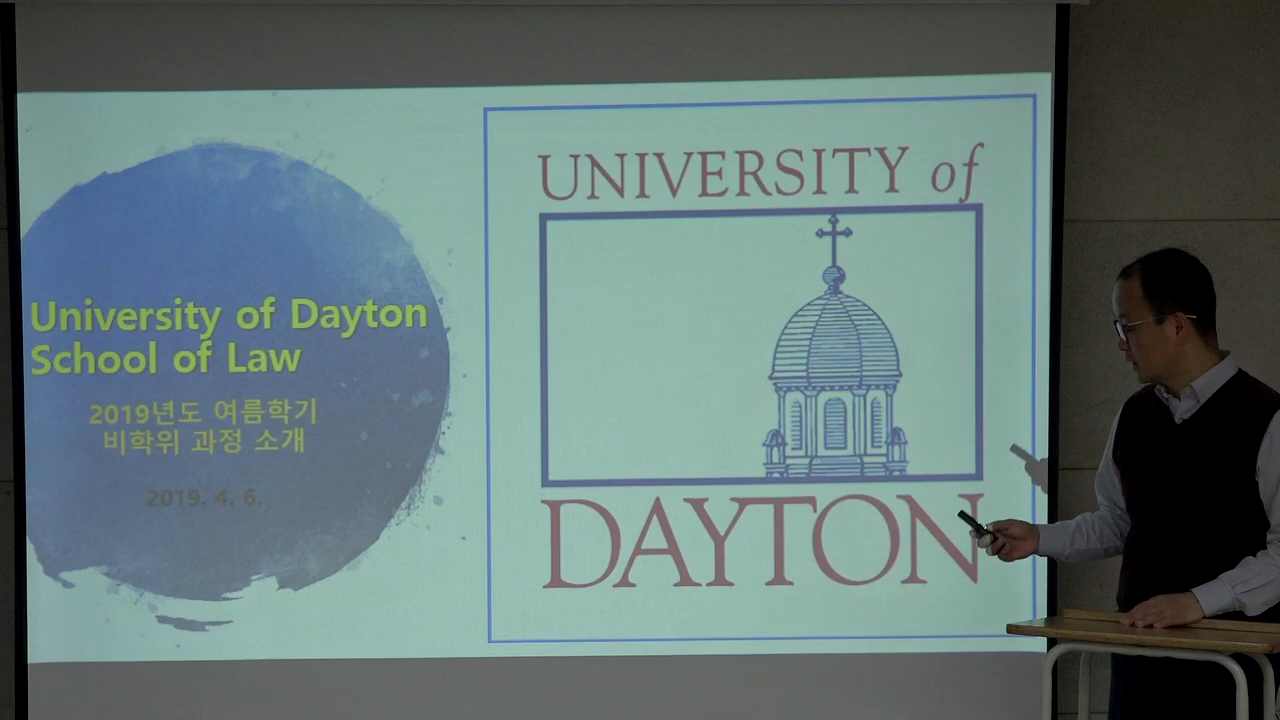 University of Dayton
School of Law
2019년도 여름학기
비학위 과정 소개
2019. 4. 6.
UNIVERSITY of
DAYTON